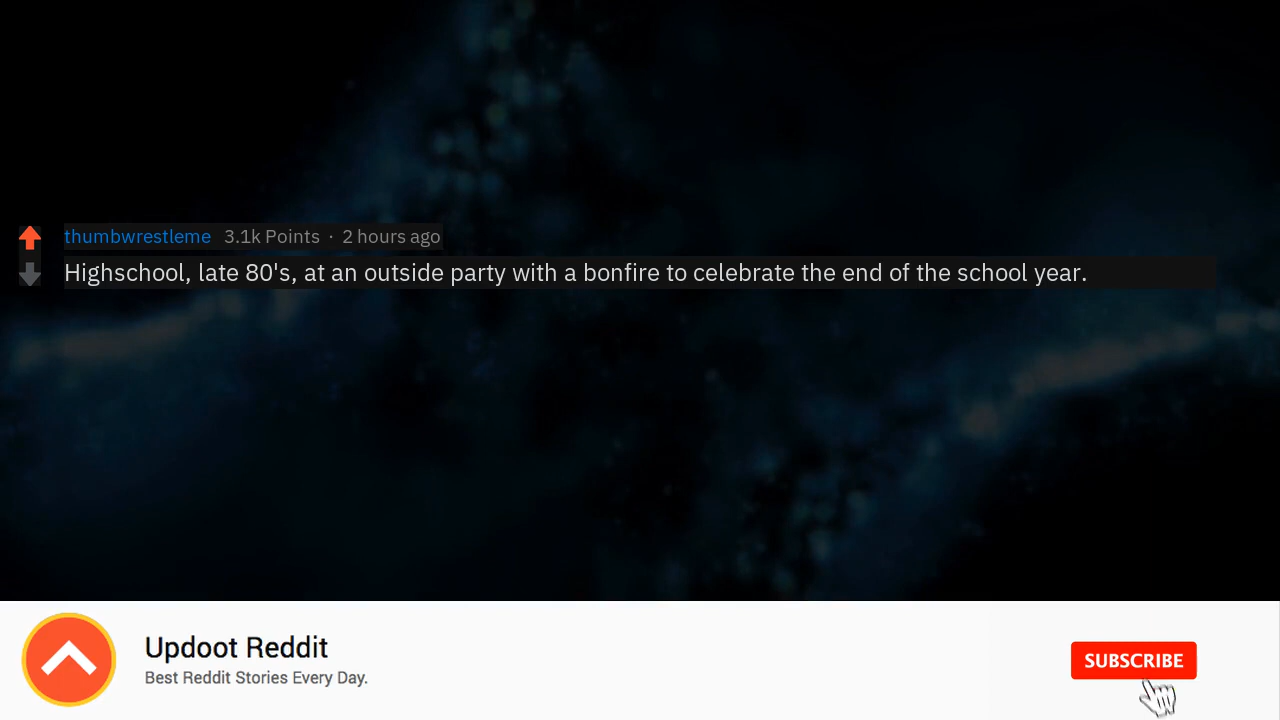 thumbwrestleme 3.1k Points · 2 hours ago
Highschool, late 80's, at an outside party with a bonfire to celebrate the end of the school year.
Updoot Reddit
Best Reddit Stories Every Day.
SUBSCRIBE